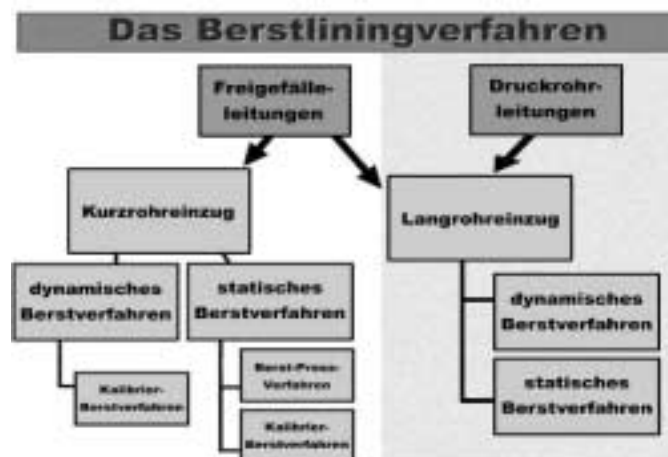 Das Berstliningverfahren
Freigefälle-
leitungen
Druckrohr-
leitungen
Kurzrohreinzug
Langrohreinzug
dynamisches
Berstverfahren
statisches
Berstverfahren
dynamisches
Berstverfahren
statisches
Berstverfahren
Kalibrier-
Berstverfahren
Berst-Press-
Verfahren
Kalibrier-
Berstverfahren